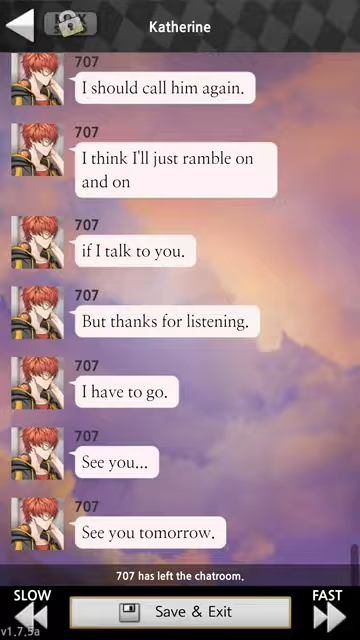 Katherine
707
I should call him again.
707
I think I'll just ramble on
and on
707
if I talk to you.
707
But thanks for listening.
707
I have to go.
707
See you...
707
See you tomorrow.
707 has left the chatroom.
SLOW
Save & Exit
FAST
v1.7.5a